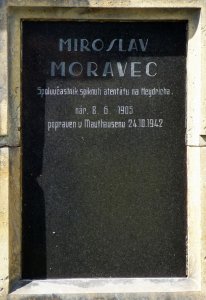 MIROSLAV
MORAVEC
Spoluúčastník spiknutí atentátu na Heydricha.
nar. 8. 6. 1905
popraven v Mauthausenu 24.10.1942